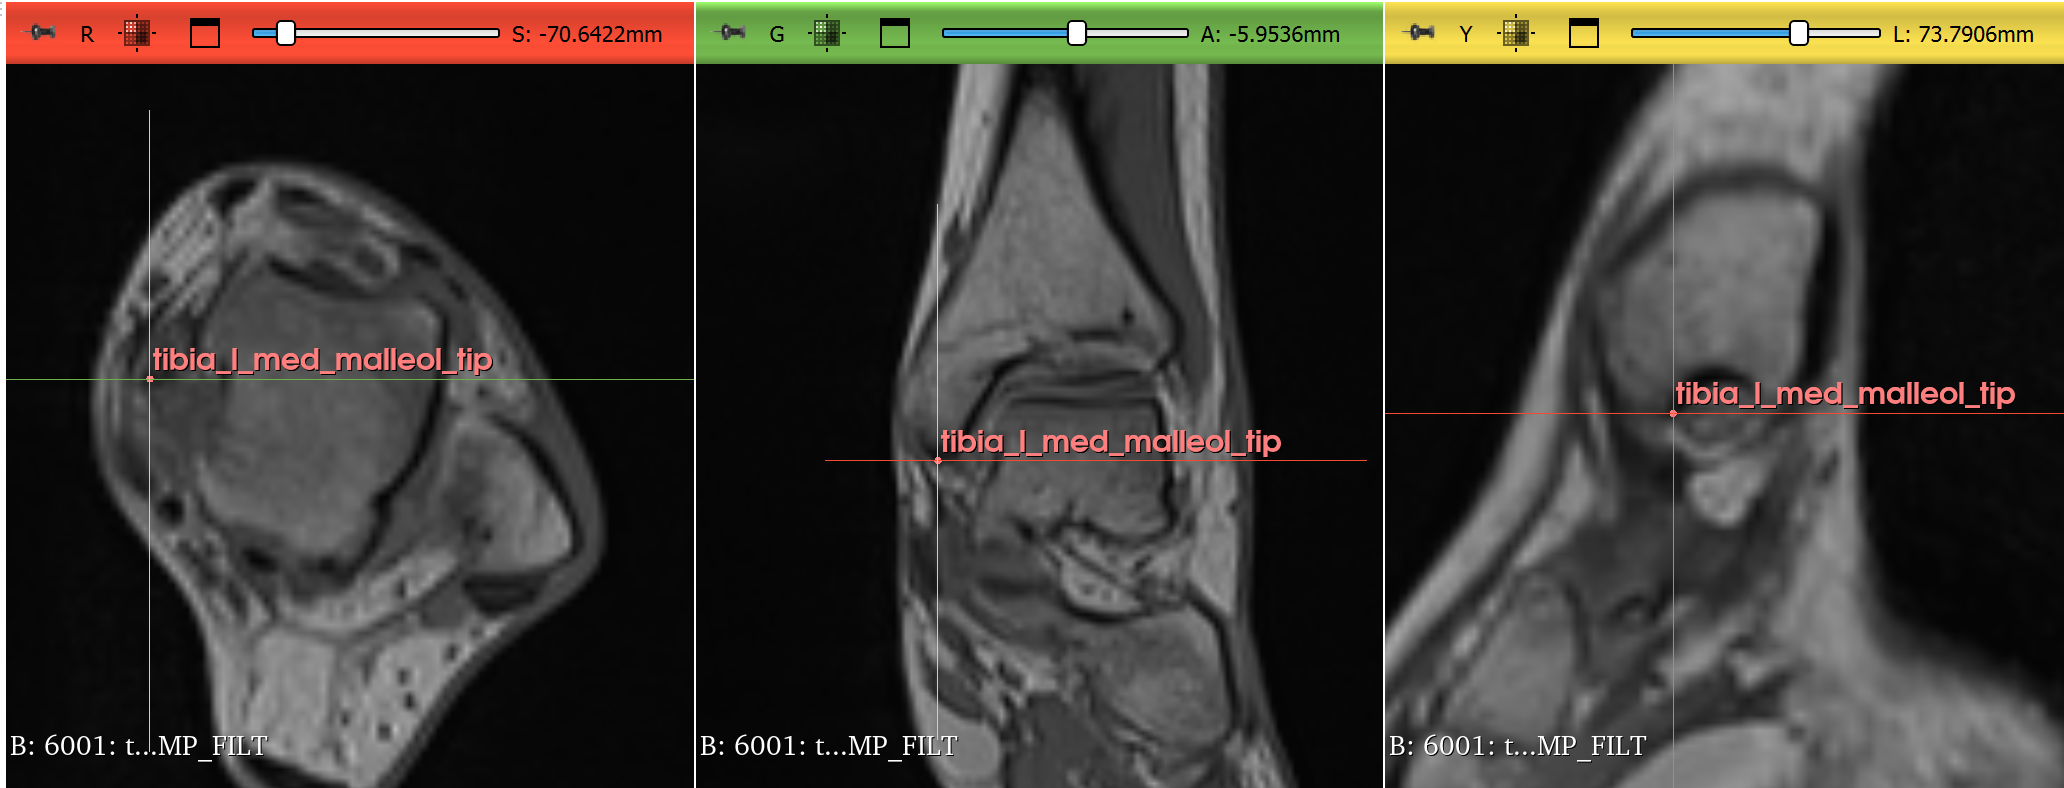 R S: -70.6422mm
G A: -5.9536mm
Y L: 73.7906mm
tibia_l_med_malleol_tip
tibia_l_med_malleol_tip
tibia_l_med_malleol_tip
B: 6001: t...MP_FILT
B: 6001: t...MP_FILT
B: 6001: t...MP_FILT